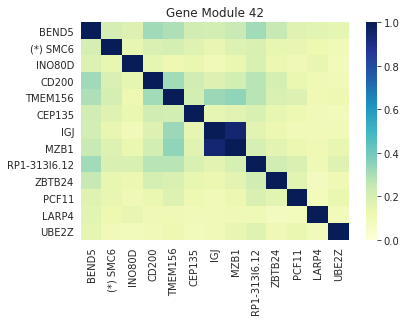 Gene Module 42
BEND5
(*) SMC6
INO80D
CD200
TMEM156
CEP135
IGJ
MZB1
RP1-313I6.12
ZBTB24
PCF11
LARP4
UBE2Z
BEND5
(*) SMC6
INO80D
CD200
TMEM156
CEP135
IGJ
MZB1
RP1-313I6.12
ZBTB24
PCF11
LARP4
UBE2Z
1.0
0.8
0.6
0.4
0.2
0.0